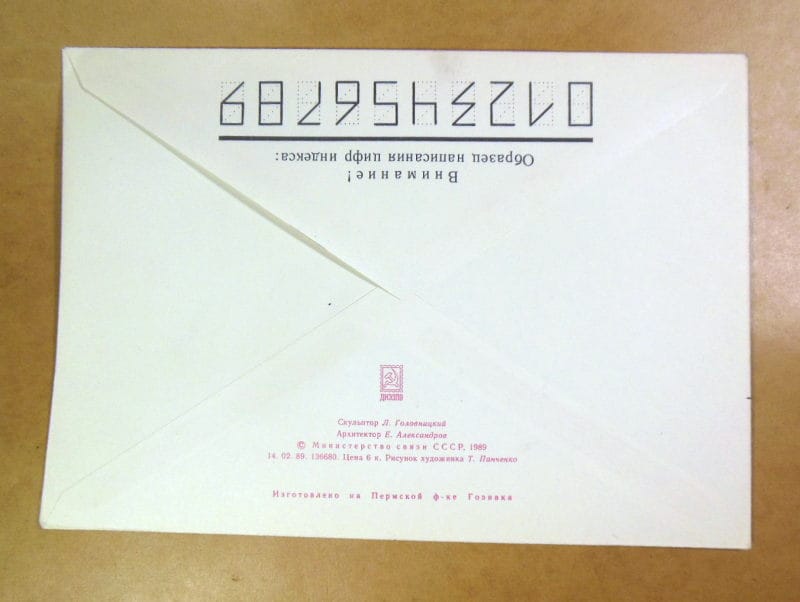 Внимание!
Образец написания цифр индекса:
0123456789
ДИЭЗПО
Скульптор Л. Головницкий
Архитектор Е. Александров
© Министерство связи СССР, 1989
14. 02. 89. 136680. Цена 6 к. Рисунок художника Т. Панченко
Изготовлено на Пермской ф-ке Гознака